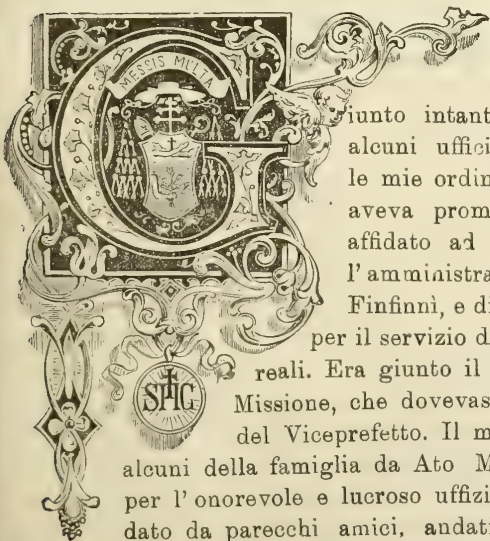 MESSIS MULTA
G
iunto intant
alcuni uffici
le mie ordin
aveva prom
affidato ad
l'amministra
Finfinnì, e di
per il servizio d
reali. Era giunto il
Missione, che dovevas
del Viceprefetto. Il m
alcuni della famiglia da Ato M
per l'onorevole e lucroso uffizi
dato da parecchi amici, andati